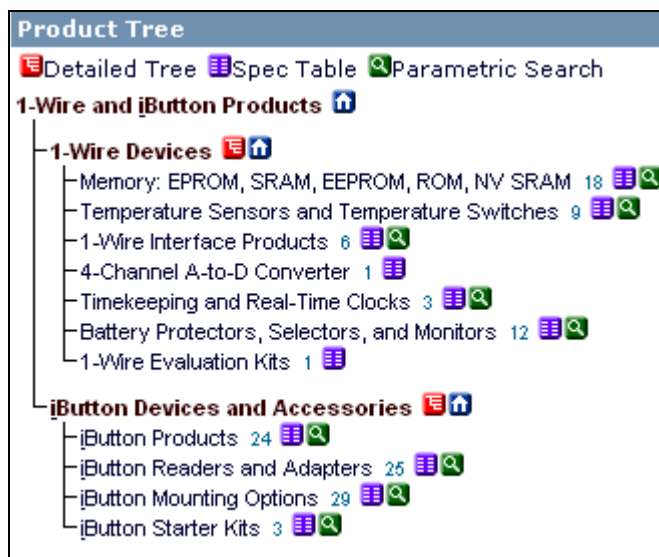 Product Tree
Detailed Tree Spec Table Parametric Search
1-Wire and iButton Products
1-Wire Devices
Memory: EPROM, SRAM, EEPROM, ROM, NV SRAM 18
Temperature Sensors and Temperature Switches 9
1-Wire Interface Products 6
4-Channel A-to-D Converter 1
Timekeeping and Real-Time Clocks 3
Battery Protectors, Selectors, and Monitors 12
1-Wire Evaluation Kits 1
iButton Devices and Accessories
iButton Products 24
iButton Readers and Adapters 25
iButton Mounting Options 29
iButton Starter Kits 3